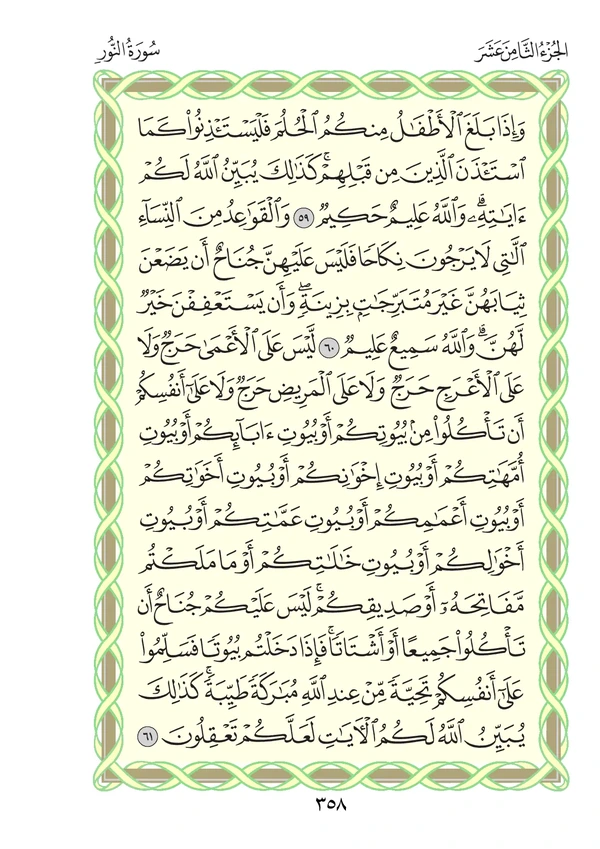 الجُزْءُ الثَّامِنَ عَشَرَ
سُورَةُ النُّورِ
وَإِذَا بَلَغَ ٱلْأَطْفَٰلُ مِنكُمُ ٱلْحُلُمَ فَلْيَسْتَـْٔذِنُوا۟ كَمَا
ٱسْتَـْٔذَنَ ٱلَّذِينَ مِن قَبْلِهِمْ ۚ كَذَٰلِكَ يُبَيِّنُ ٱللَّهُ لَكُمْ
ءَايَٰتِهِۦ ۗ وَٱللَّهُ عَلِيمٌ حَكِيمٌ ٥٩ وَٱلْقَوَٰعِدُ مِنَ ٱلنِّسَآءِ
ٱلَّٰتِى لَا يَرْجُونَ نِكَاحًا فَلَيْسَ عَلَيْهِنَّ جُنَاحٌ أَن يَضَعْنَ
ثِيَابَهُنَّ غَيْرَ مُتَبَرِّجَٰتٍۭ بِزِينَةٍ ۖ وَأَن يَسْتَعْفِفْنَ خَيْرٌ
لَّهُنَّ ۗ وَٱللَّهُ سَمِيعٌ عَلِيمٌ ٦٠ لَّيْسَ عَلَى ٱلْأَعْمَىٰ حَرَجٌ وَلَا
عَلَى ٱلْأَعْرَجِ حَرَجٌ وَلَا عَلَى ٱلْمَرِيضِ حَرَجٌ وَلَا عَلَىٰٓ أَنفُسِكُمْ
أَن تَأْكُلُوا۟ مِنۢ بُيُوتِكُمْ أَوْ بُيُوتِ ءَابَآئِكُمْ أَوْ بُيُوتِ
أُمَّهَٰتِكُمْ أَوْ بُيُوتِ إِخْوَٰنِكُمْ أَوْ بُيُوتِ أَخَوَٰتِكُمْ
أَوْ بُيُوتِ أَعْمَٰمِكُمْ أَوْ بُيُوتِ عَمَّٰتِكُمْ أَوْ بُيُوتِ
أَخْوَٰلِكُمْ أَوْ بُيُوتِ خَٰلَٰتِكُمْ أَوْ مَا مَلَكْتُم
مَّفَاتِحَهُۥٓ أَوْ صَدِيقِكُمْ ۚ لَيْسَ عَلَيْكُمْ جُنَاحٌ أَن
تَأْكُلُوا۟ جَمِيعًا أَوْ أَشْتَاتًا ۚ فَإِذَا دَخَلْتُم بُيُوتًا فَسَلِّمُوا۟
عَلَىٰٓ أَنفُسِكُمْ تَحِيَّةً مِّنْ عِندِ ٱللَّهِ مُبَٰرَكَةً طَيِّبَةً ۚ كَذَٰلِكَ
يُبَيِّنُ ٱللَّهُ لَكُمُ ٱلْـَٔايَٰتِ لَعَلَّكُمْ تَعْقِلُونَ ٦١
٣٥٨